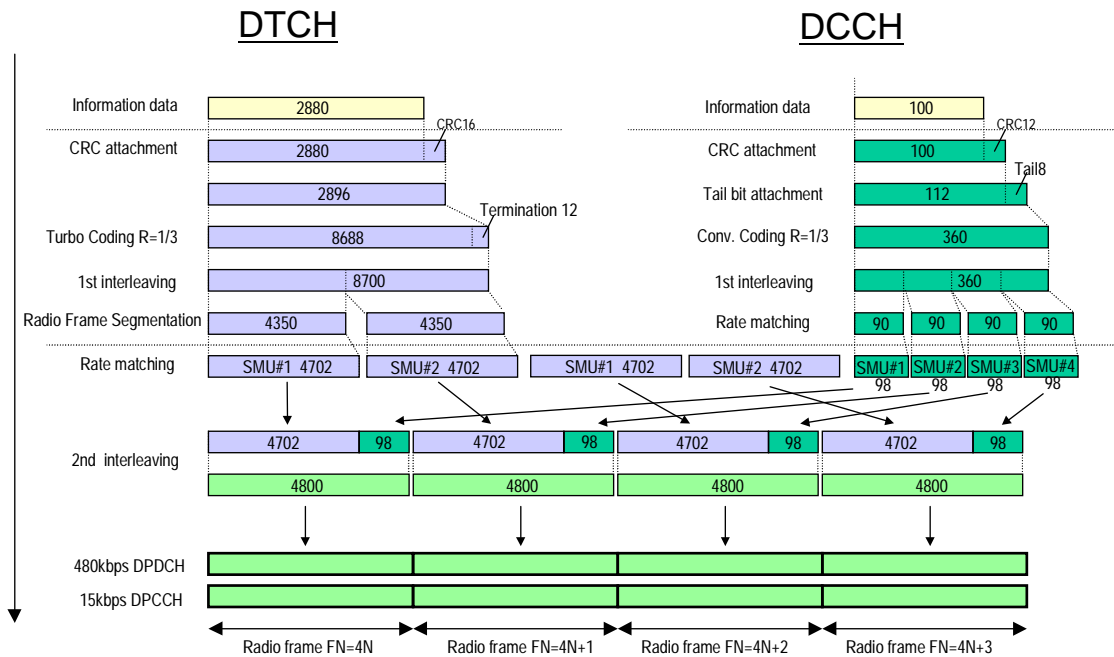 DTCH DCCH
Information data 2880 Information data 100
CRC16 CRC12
CRC attachment 2880 CRC attachment 100
Tail8
2896 Tail bit attachment 112
Termination 12
Turbo Coding R=1/3 8688 Conv. Coding R=1/3 360
1st interleaving 8700 1st interleaving 360
Radio Frame Segmentation 4350 4350 Rate matching 90 90 90 90
Rate matching SMU#1 4702 SMU#2 4702 SMU#1 4702 SMU#2 4702 SMU#1 SMU#2 SMU#3 SMU#4
98 98 98 98
4702 98 4702 98 4702 98 4702 98
2nd interleaving
4800 4800 4800 4800
480kbps DPDCH
15kbps DPCCH
Radio frame FN=4N Radio frame FN=4N+1 Radio frame FN=4N+2 Radio frame FN=4N+3